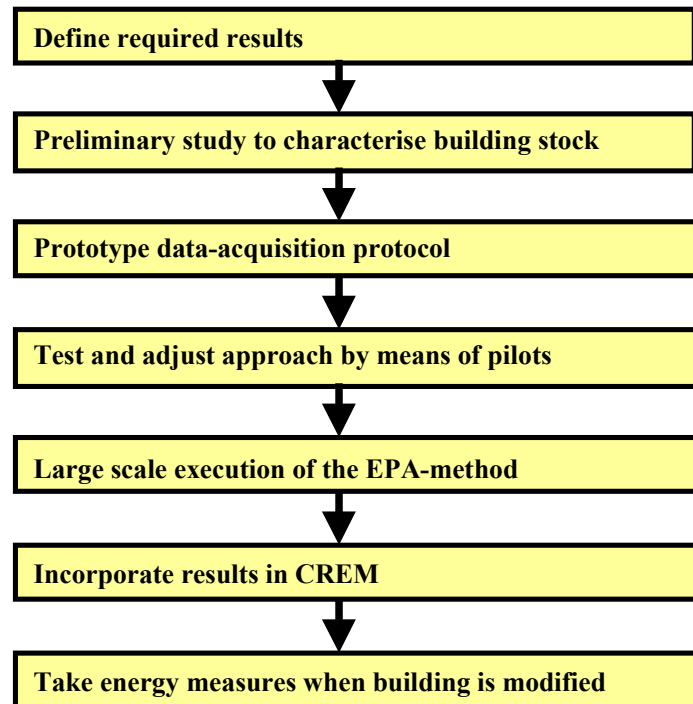 Define required results
Preliminary study to characterise building stock
Prototype data-acquisition protocol
Test and adjust approach by means of pilots
Large scale execution of the EPA-method
Incorporate results in CREM
Take energy measures when building is modified